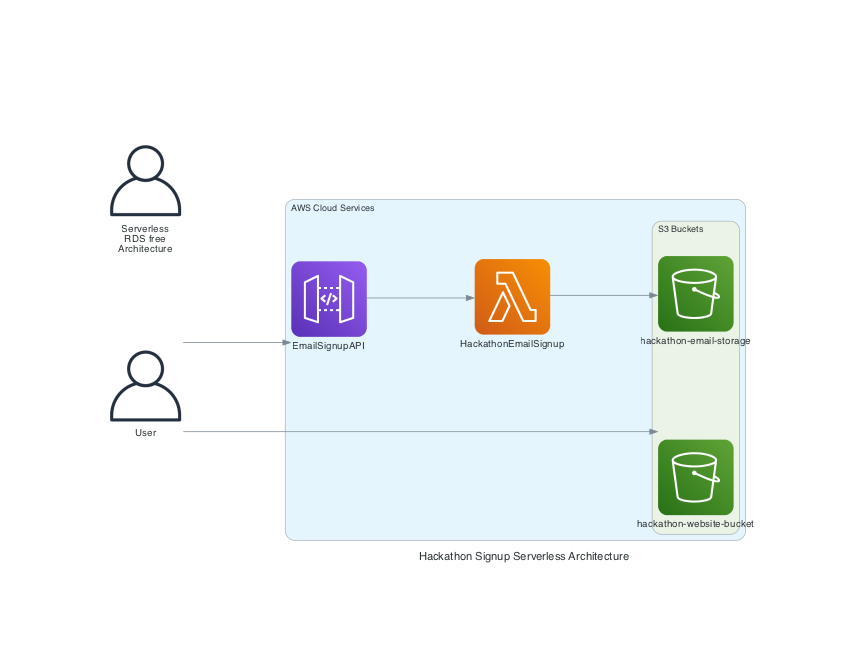 Serverless
RDS free
Architecture
AWS Cloud Services
S3 Buckets
</>
EmailSignupAPI
HackathonEmailSignup
hackathon-email-storage
User
hackathon-website-bucket
Hackathon Signup Serverless Architecture